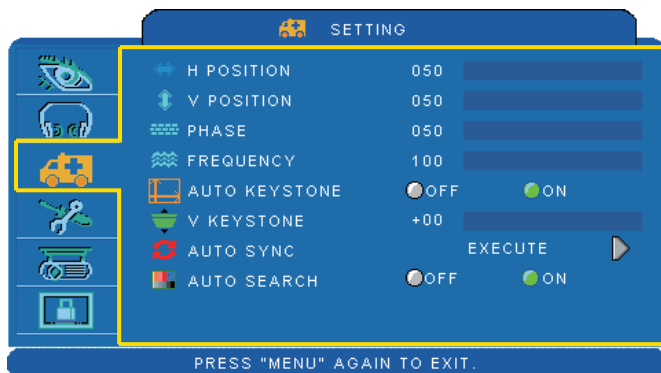 SETTING
H POSITION 050
V POSITION 050
PHASE 050
FREQUENCY 100
AUTO KEYSTONE OFF ON
V KEYSTONE +00
AUTO SYNC EXECUTE
AUTO SEARCH OFF ON
PRESS "MENU" AGAIN TO EXIT.